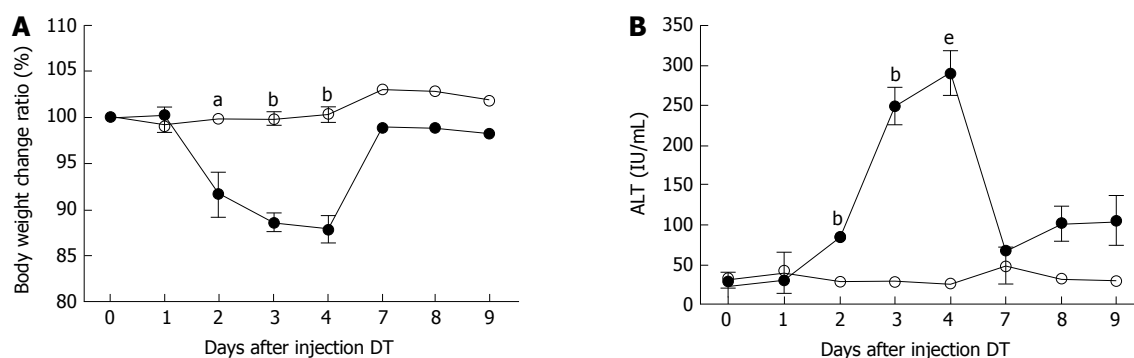 A
110
105
100
95
90
85
80
Body weight change ratio (%)
a
b
b
0 1 2 3 4 7 8 9
Days after injection DT
B
350
300
250
200
150
100
50
0
ALT (IU/mL)
b
b
e
0 1 2 3 4 7 8 9
Days after injection DT